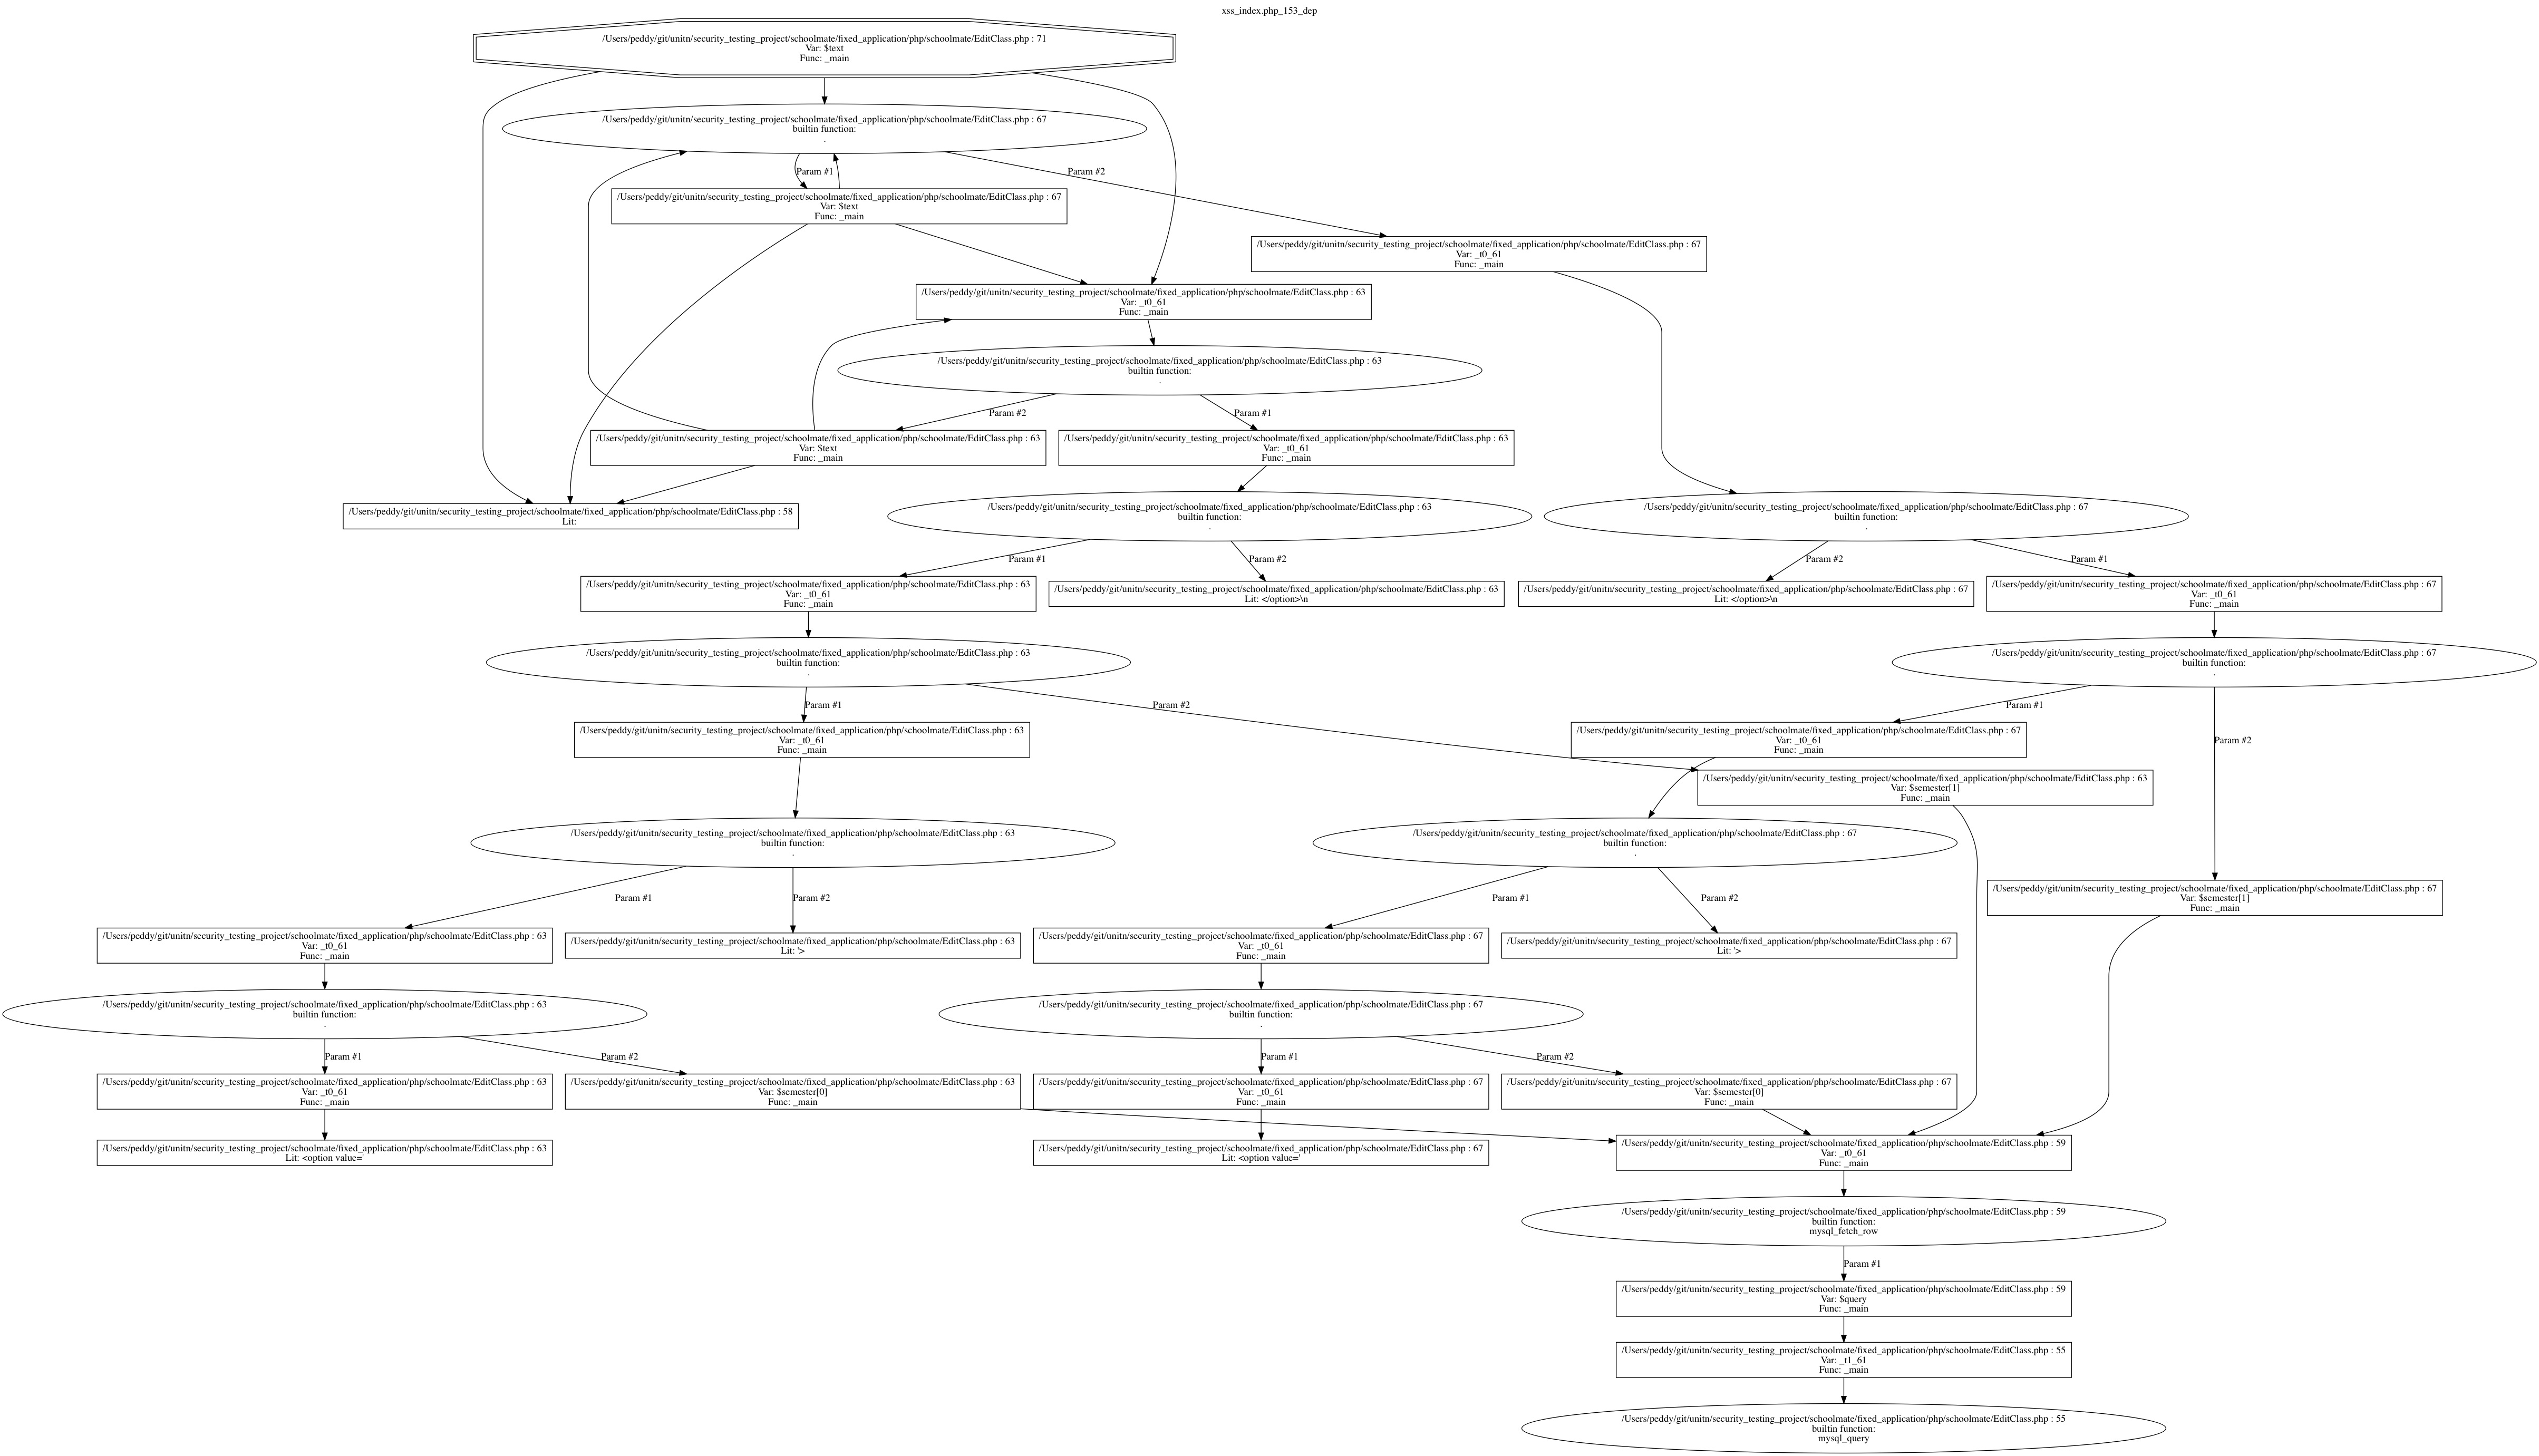 xss_index.php_153_dep
/Users/peddy/git/unitn/security_testing_project/schoolmate/fixed_application/php/schoolmate/EditClass.php : 71
Var: $text
Func: _main
/Users/peddy/git/unitn/security_testing_project/schoolmate/fixed_application/php/schoolmate/EditClass.php : 67
builtin function:
.
Param #1
Param #2
/Users/peddy/git/unitn/security_testing_project/schoolmate/fixed_application/php/schoolmate/EditClass.php : 67
Var: $text
Func: _main
/Users/peddy/git/unitn/security_testing_project/schoolmate/fixed_application/php/schoolmate/EditClass.php : 67
Var: _t0_61
Func: _main
/Users/peddy/git/unitn/security_testing_project/schoolmate/fixed_application/php/schoolmate/EditClass.php : 63
Var: _t0_61
Func: _main
/Users/peddy/git/unitn/security_testing_project/schoolmate/fixed_application/php/schoolmate/EditClass.php : 63
builtin function:
.
Param #2
Param #1
/Users/peddy/git/unitn/security_testing_project/schoolmate/fixed_application/php/schoolmate/EditClass.php : 63
Var: $text
Func: _main
/Users/peddy/git/unitn/security_testing_project/schoolmate/fixed_application/php/schoolmate/EditClass.php : 63
Var: _t0_61
Func: _main
/Users/peddy/git/unitn/security_testing_project/schoolmate/fixed_application/php/schoolmate/EditClass.php : 58
Lit:
/Users/peddy/git/unitn/security_testing_project/schoolmate/fixed_application/php/schoolmate/EditClass.php : 63
builtin function:
.
/Users/peddy/git/unitn/security_testing_project/schoolmate/fixed_application/php/schoolmate/EditClass.php : 67
builtin function:
.
Param #1
Param #2
Param #2
Param #1
/Users/peddy/git/unitn/security_testing_project/schoolmate/fixed_application/php/schoolmate/EditClass.php : 63
Var: _t0_61
Func: _main
/Users/peddy/git/unitn/security_testing_project/schoolmate/fixed_application/php/schoolmate/EditClass.php : 63
Lit: </option>\n
/Users/peddy/git/unitn/security_testing_project/schoolmate/fixed_application/php/schoolmate/EditClass.php : 67
Lit: </option>\n
/Users/peddy/git/unitn/security_testing_project/schoolmate/fixed_application/php/schoolmate/EditClass.php : 67
Var: _t0_61
Func: _main
/Users/peddy/git/unitn/security_testing_project/schoolmate/fixed_application/php/schoolmate/EditClass.php : 63
builtin function:
.
/Users/peddy/git/unitn/security_testing_project/schoolmate/fixed_application/php/schoolmate/EditClass.php : 67
builtin function:
.
Param #1
Param #2
Param #1
Param #2
/Users/peddy/git/unitn/security_testing_project/schoolmate/fixed_application/php/schoolmate/EditClass.php : 63
Var: _t0_61
Func: _main
/Users/peddy/git/unitn/security_testing_project/schoolmate/fixed_application/php/schoolmate/EditClass.php : 67
Var: _t0_61
Func: _main
/Users/peddy/git/unitn/security_testing_project/schoolmate/fixed_application/php/schoolmate/EditClass.php : 63
Var: $semester[1]
Func: _main
/Users/peddy/git/unitn/security_testing_project/schoolmate/fixed_application/php/schoolmate/EditClass.php : 63
builtin function:
.
/Users/peddy/git/unitn/security_testing_project/schoolmate/fixed_application/php/schoolmate/EditClass.php : 67
builtin function:
.
Param #1
Param #2
Param #1
Param #2
/Users/peddy/git/unitn/security_testing_project/schoolmate/fixed_application/php/schoolmate/EditClass.php : 67
Var: $semester[1]
Func: _main
/Users/peddy/git/unitn/security_testing_project/schoolmate/fixed_application/php/schoolmate/EditClass.php : 63
Var: _t0_61
Func: _main
/Users/peddy/git/unitn/security_testing_project/schoolmate/fixed_application/php/schoolmate/EditClass.php : 63
Lit: '>
/Users/peddy/git/unitn/security_testing_project/schoolmate/fixed_application/php/schoolmate/EditClass.php : 67
Var: _t0_61
Func: _main
/Users/peddy/git/unitn/security_testing_project/schoolmate/fixed_application/php/schoolmate/EditClass.php : 67
Lit: '>
/Users/peddy/git/unitn/security_testing_project/schoolmate/fixed_application/php/schoolmate/EditClass.php : 63
builtin function:
.
/Users/peddy/git/unitn/security_testing_project/schoolmate/fixed_application/php/schoolmate/EditClass.php : 67
builtin function:
.
Param #1
Param #2
Param #1
Param #2
/Users/peddy/git/unitn/security_testing_project/schoolmate/fixed_application/php/schoolmate/EditClass.php : 63
Var: _t0_61
Func: _main
/Users/peddy/git/unitn/security_testing_project/schoolmate/fixed_application/php/schoolmate/EditClass.php : 63
Var: $semester[0]
Func: _main
/Users/peddy/git/unitn/security_testing_project/schoolmate/fixed_application/php/schoolmate/EditClass.php : 67
Var: _t0_61
Func: _main
/Users/peddy/git/unitn/security_testing_project/schoolmate/fixed_application/php/schoolmate/EditClass.php : 67
Var: $semester[0]
Func: _main
/Users/peddy/git/unitn/security_testing_project/schoolmate/fixed_application/php/schoolmate/EditClass.php : 63
Lit: <option value='
/Users/peddy/git/unitn/security_testing_project/schoolmate/fixed_application/php/schoolmate/EditClass.php : 67
Lit: <option value='
/Users/peddy/git/unitn/security_testing_project/schoolmate/fixed_application/php/schoolmate/EditClass.php : 59
Var: _t0_61
Func: _main
/Users/peddy/git/unitn/security_testing_project/schoolmate/fixed_application/php/schoolmate/EditClass.php : 59
builtin function:
mysql_fetch_row
Param #1
/Users/peddy/git/unitn/security_testing_project/schoolmate/fixed_application/php/schoolmate/EditClass.php : 59
Var: $query
Func: _main
/Users/peddy/git/unitn/security_testing_project/schoolmate/fixed_application/php/schoolmate/EditClass.php : 55
Var: _t1_61
Func: _main
/Users/peddy/git/unitn/security_testing_project/schoolmate/fixed_application/php/schoolmate/EditClass.php : 55
builtin function:
mysql_query